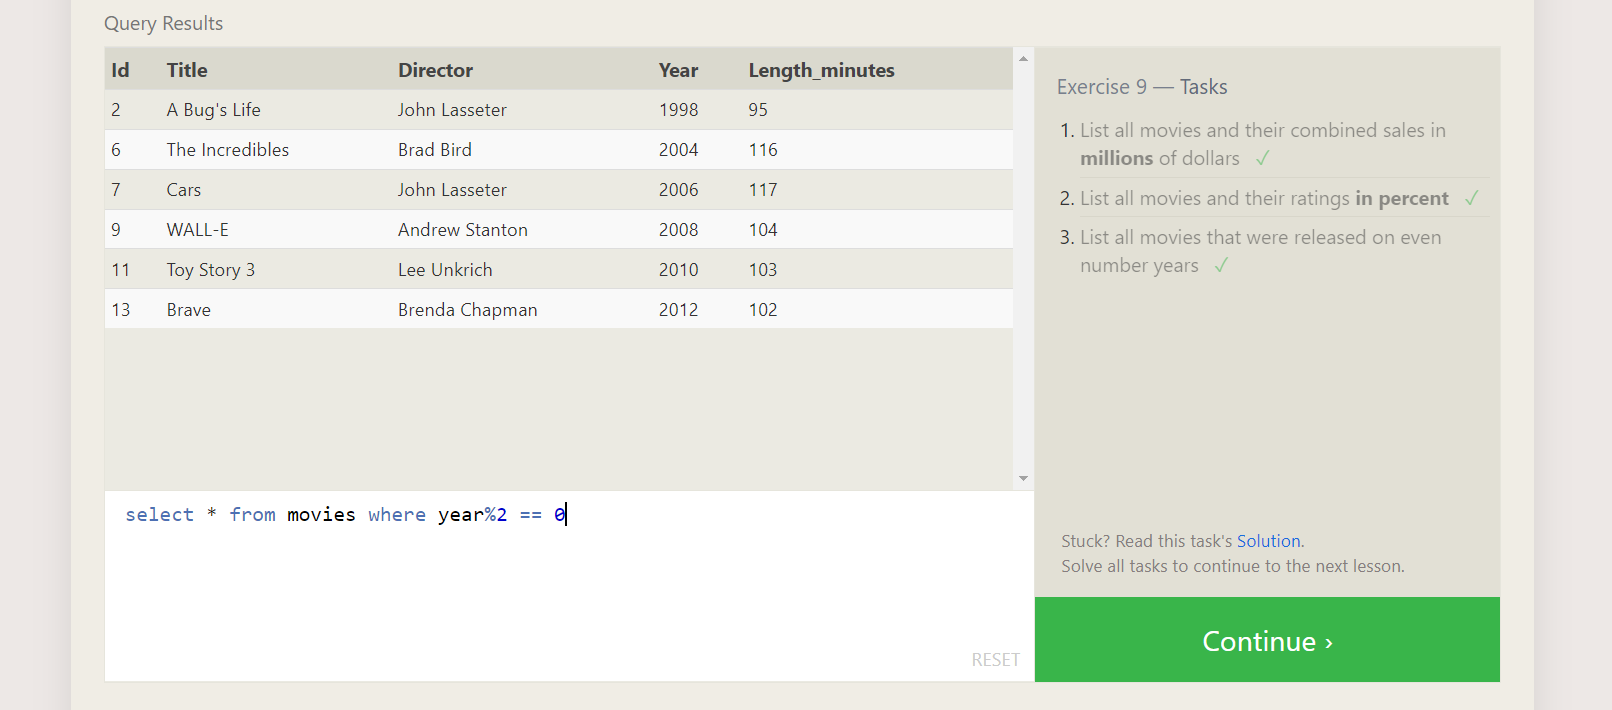 Query Results
Id Title Director Year Length_minutes
2 A Bug's Life John Lasseter 1998 95
6 The Incredibles Brad Bird 2004 116
7 Cars John Lasseter 2006 117
9 WALL-E Andrew Stanton 2008 104
11 Toy Story 3 Lee Unkrich 2010 103
13 Brave Brenda Chapman 2012 102
select * from movies where year%2 == 0
RESET
Exercise 9 — Tasks
1. List all movies and their combined sales in
millions of dollars ✓
2. List all movies and their ratings in percent ✓
3. List all movies that were released on even
number years ✓
Stuck? Read this task's Solution.
Solve all tasks to continue to the next lesson.
Continue ›